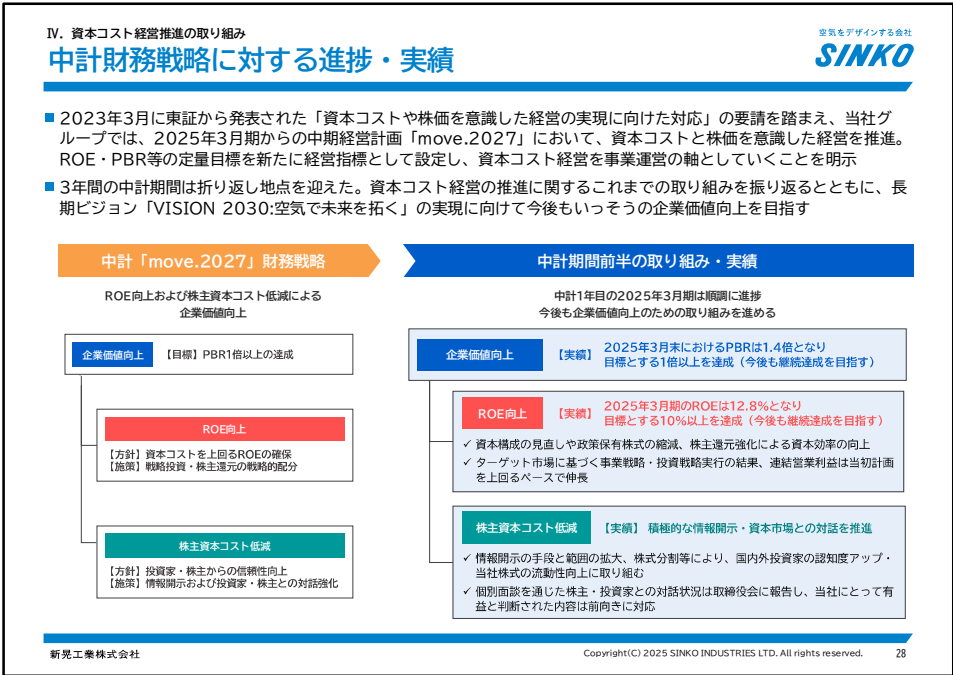 Ⅳ．資本コスト経営推進の取り組み
中計財務戦略に対する進捗・実績
空気をデザインする会社
SINKO
2023年3月に東証から発表された「資本コストや株価を意識した経営の実現に向けた対応」の要請を踏まえ、当社グ
ループでは、2025年3月期からの中期経営計画「move.2027」において、資本コストと株価を意識した経営を推進。
ROE・PBR等の定量目標を新たに経営指標として設定し、資本コスト経営を事業運営の軸としていくことを明示
3年間の中計期間は折り返し地点を迎えた。資本コスト経営の推進に関するこれまでの取り組みを振り返るとともに、長
期ビジョン「VISION 2030:空気で未来を拓く」の実現に向けて今後もいっそうの企業価値向上を目指す
中計「move.2027」財務戦略
ROE向上および株主資本コスト低減による
企業価値向上
企業価値向上 【目標】PBR1倍以上の達成
ROE向上
【方針】資本コストを上回るROEの確保
【施策】戦略投資・株主還元の戦略的配分
株主資本コスト低減
【方針】投資家・株主からの信頼性向上
【施策】情報開示および投資家・株主との対話強化
中計期間前半の取り組み・実績
中計1年目の2025年3月期は順調に進捗
今後も企業価値向上のための取り組みを進める
企業価値向上 【実績】 2025年3月末におけるPBRは1.4倍となり
目標とする1倍以上を達成（今後も継続達成を目指す）
ROE向上 【実績】 2025年3月期のROEは12.8%となり
目標とする10%以上を達成（今後も継続達成を目指す）
✓ 資本構成の見直しや政策保有株式の縮減、株主還元強化による資本効率の向上
✓ ターゲット市場に基づく事業戦略・投資戦略実行の結果、連結営業利益は当初計画
を上回るペースで伸長
株主資本コスト低減 【実績】 積極的な情報開示・資本市場との対話を推進
✓ 情報開示の手段と範囲の拡大、株式分割等により、国内外投資家の認知度アップ・
当社株式の流動性向上に取り組む
✓ 個別面談を通じた株主・投資家との対話状況は取締役会に報告し、当社にとって有
益と判断された内容は前向きに対応
新晃工業株式会社
Copyright(C) 2025 SINKO INDUSTRIES LTD. All rights reserved.
28